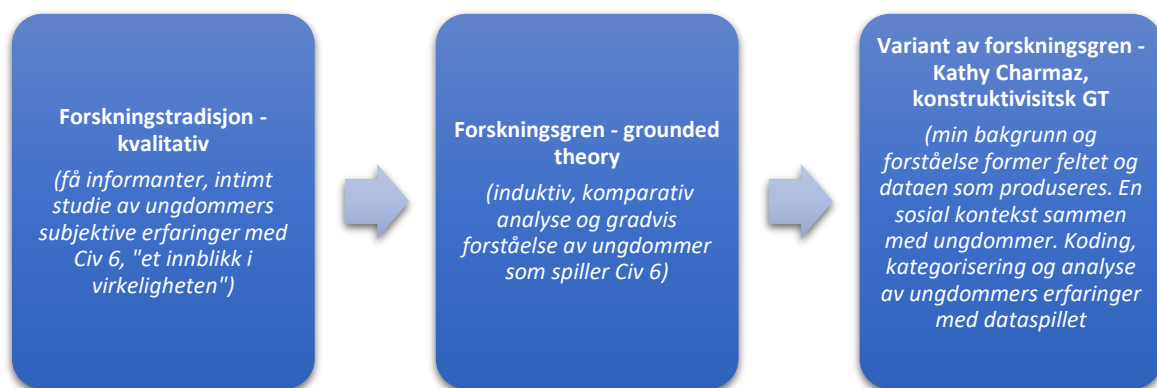 Forskningstradisjon -
kvalitativ
(få informanter, intimt
studie av ungdommers
subjektive erfaringer med
Civ 6, "et innblikk i
virkeligheten")
Forskningsgren - grounded
theory
(induktiv, komparativ
analyse og gradvis
forståelse av ungdommer
som spiller Civ 6)
Variant av forskningsgren -
Kathy Charmaz,
konstruktivisitsk GT
(min bakgrunn og
forståelse former feltet og
dataen som produseres. En
sosial kontekst sammen
med ungdommer. Koding,
kategorisering og analyse
av ungdommers erfaringer
med dataspillet